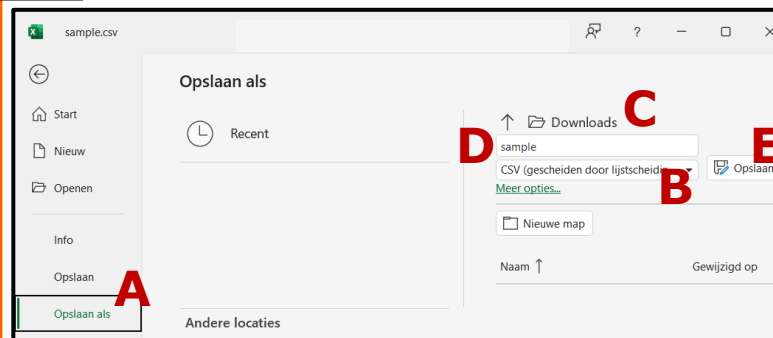 sample.csv
?
Opslaan als
Start
Nieuw
Openen
Info
Opslaan
A
Opslaan als
Recent
Andere locaties
Downloads
C
D
sample
CSV (gescheiden door lijstscheidin
B
Opslaan
E
Meer opties...
Nieuwe map
Naam
Gewijzigd op